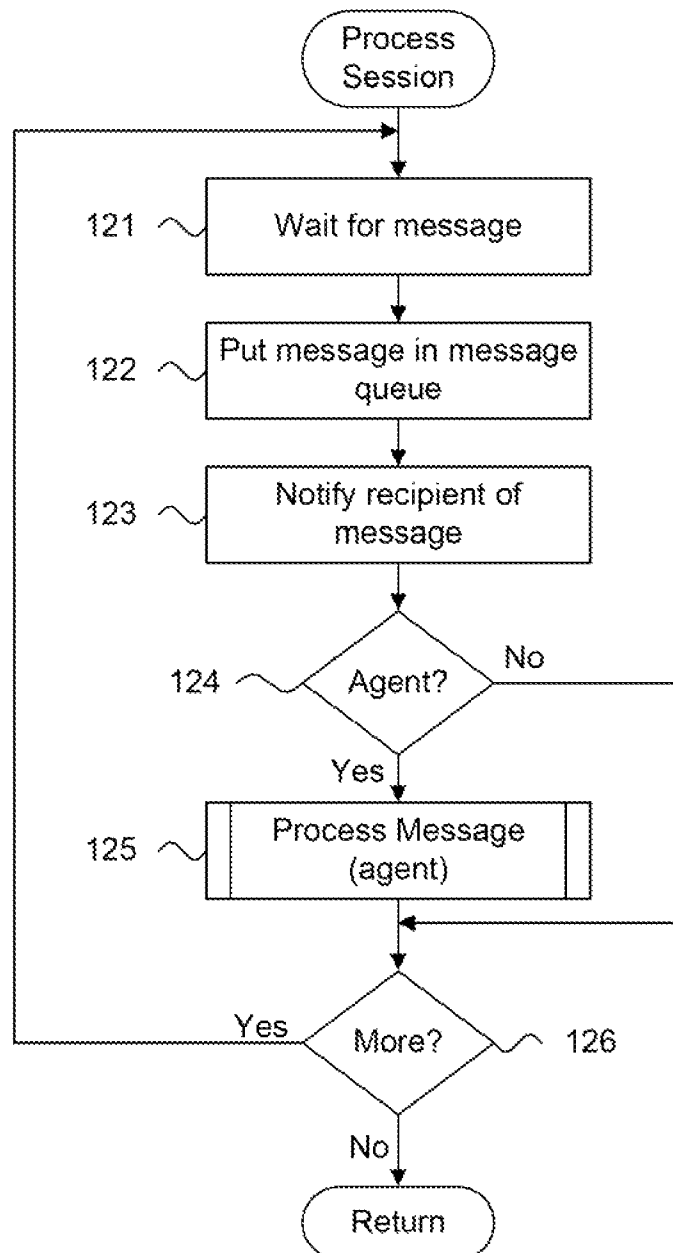 Process
Session
121
Wait for message
122
Put message in message
queue
123
Notify recipient of
message
124
Agent?
No
Yes
125
Process Message
(agent)
Yes
More?
126
No
Return